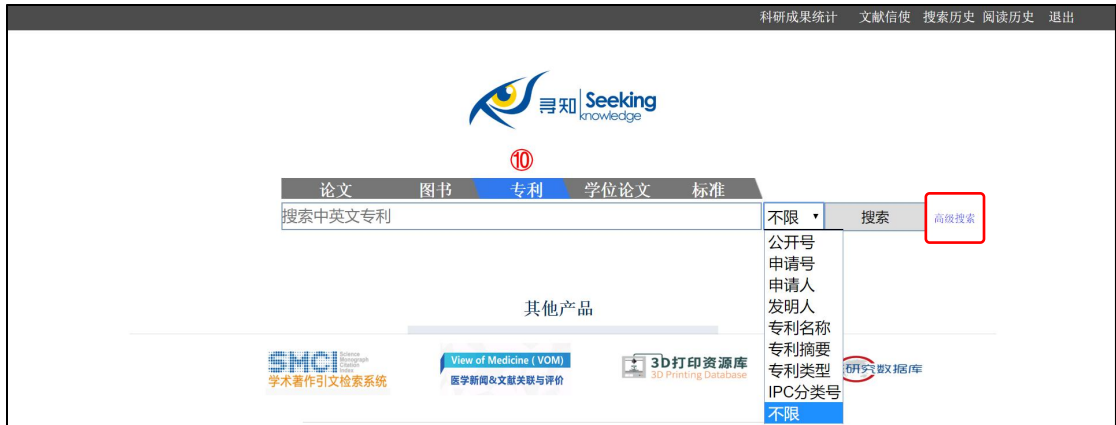 科研成果统计 文献信使 搜索历史 阅读历史 退出
寻知 Seeking
knowledge
⑩
论文 图书 专利 学位论文 标准
搜索中英文专利 不限 搜索 高级搜索
公开号
申请号
申请人
发明人
专利名称
专利摘要
专利类型
IPC分类号
不限
其他产品
SMCI Science Monograph Citation Index
学术著作引文检索系统
View of Medicine ( VOM)
医学新闻&文献关联与评价
3D打印资源库
3D Printing Database
研究数据库